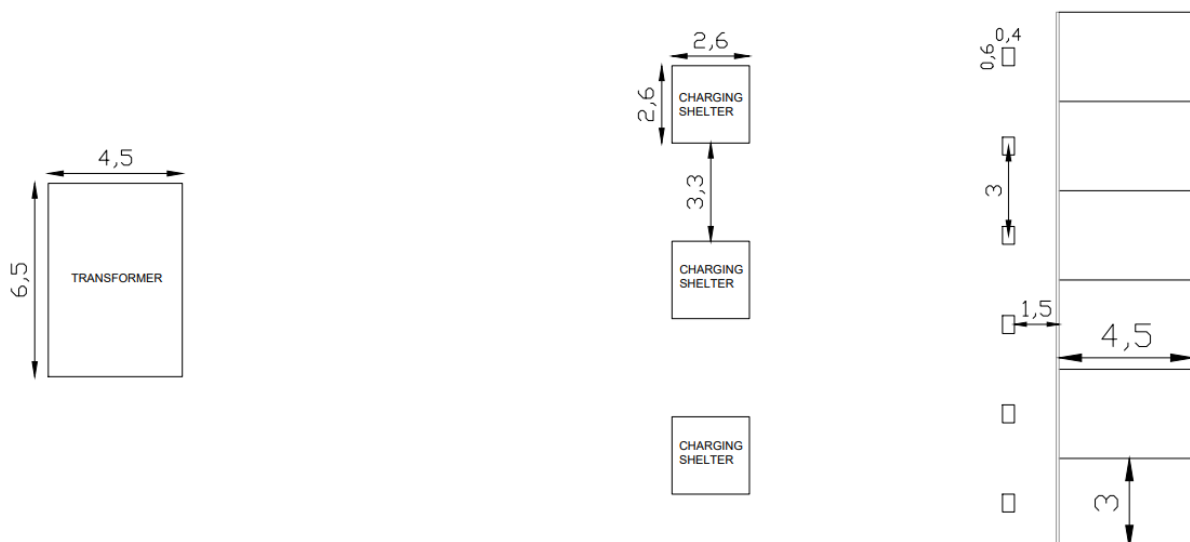 0,4
0,6
2,6
2,6
CHARGING
SHELTER
4,5
3,3
3
6,5
TRANSFORMER
CHARGING
SHELTER
1,5
4,5
CHARGING
SHELTER
3